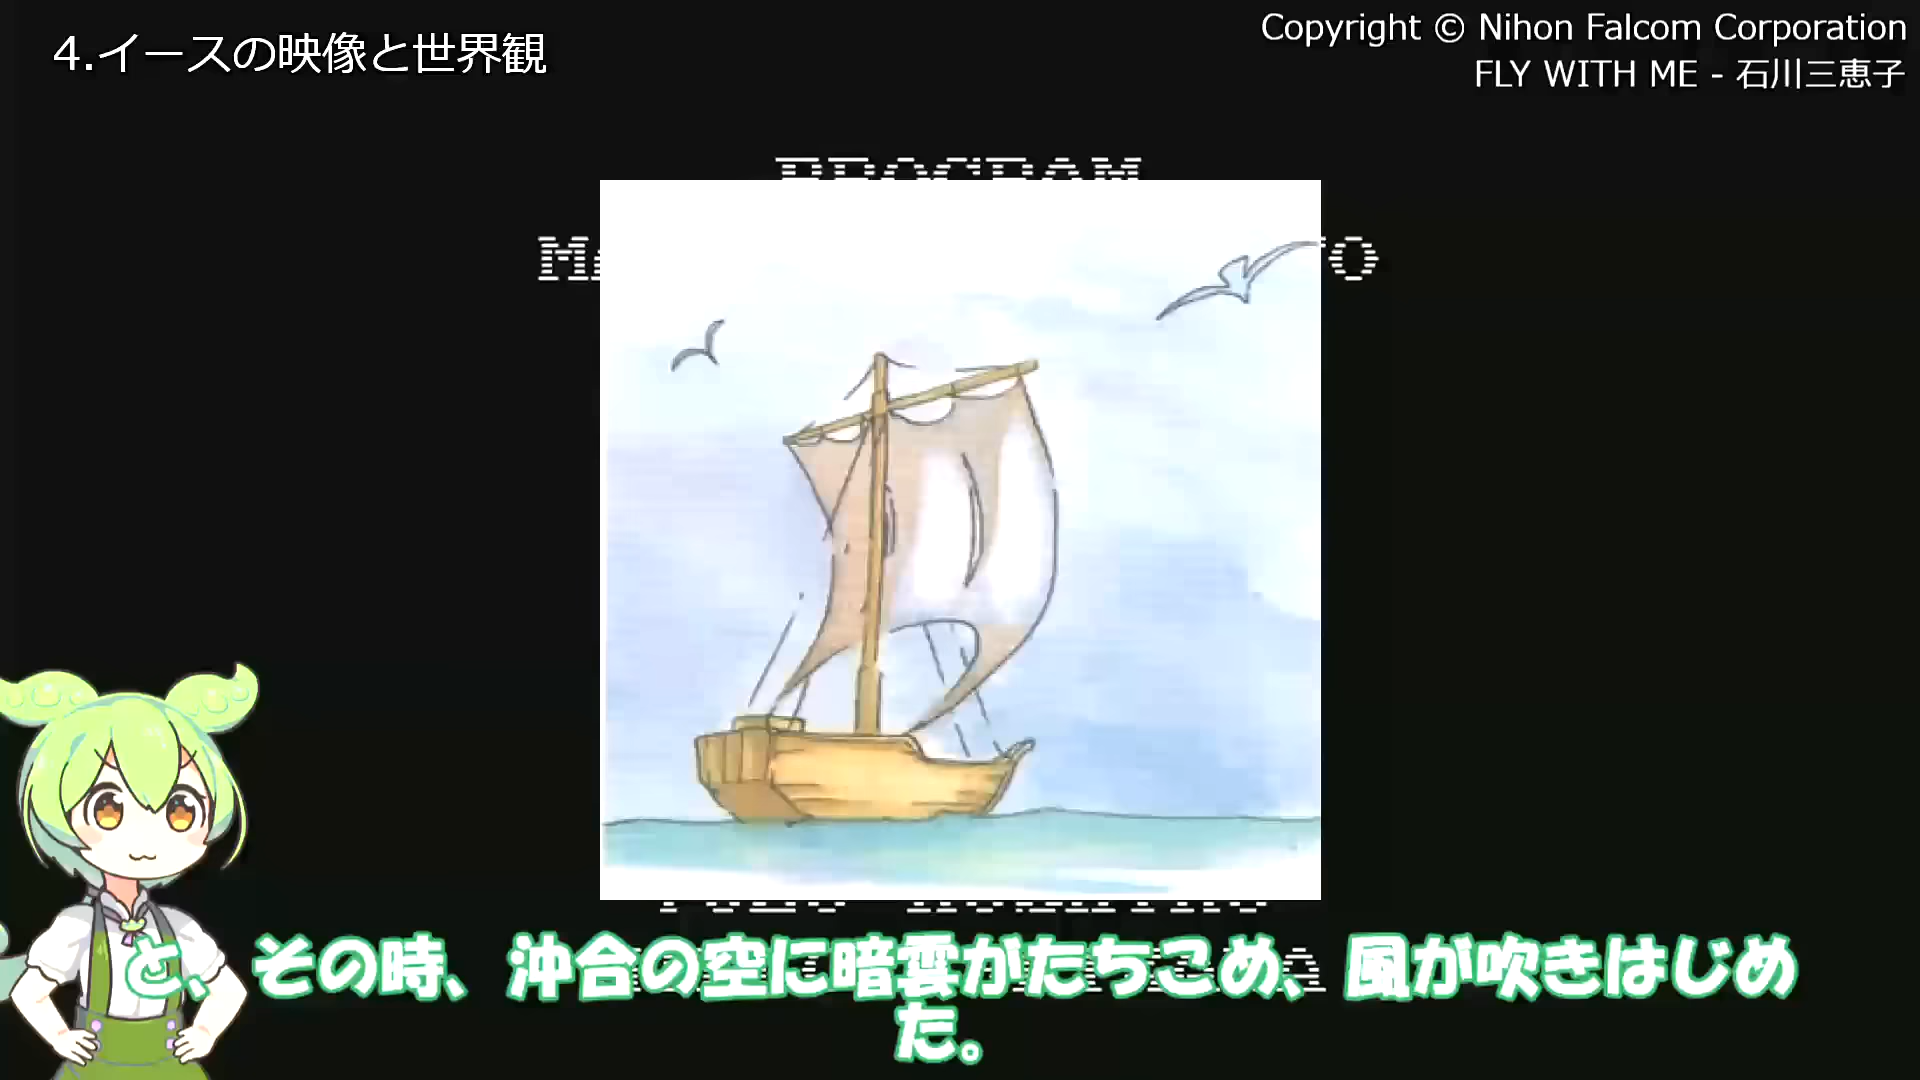 4.イースの映像と世界観
Copyright © Nihon Falcom Corporation
FLY WITH ME - 石川三恵子
PROGRAM
と、その時、沖合の空に暗雲がたちこめ、風が吹きはじめ
た。